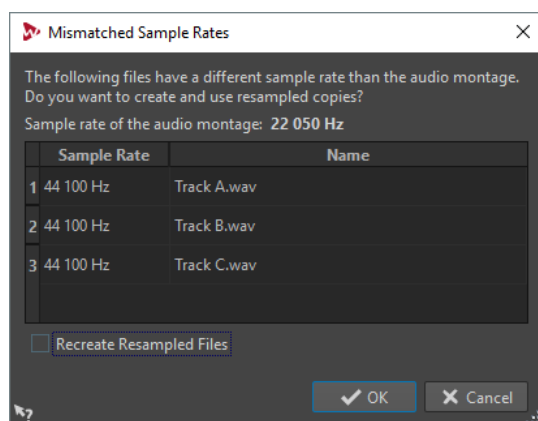 Mismatched Sample Rates
The following files have a different sample rate than the audio montage.
Do you want to create and use resampled copies?
Sample rate of the audio montage: 22 050 Hz
Sample Rate Name
1 44 100 Hz Track A.wav
2 44 100 Hz Track B.wav
3 44 100 Hz Track C.wav
Recreate Resampled Files
OK Cancel
?